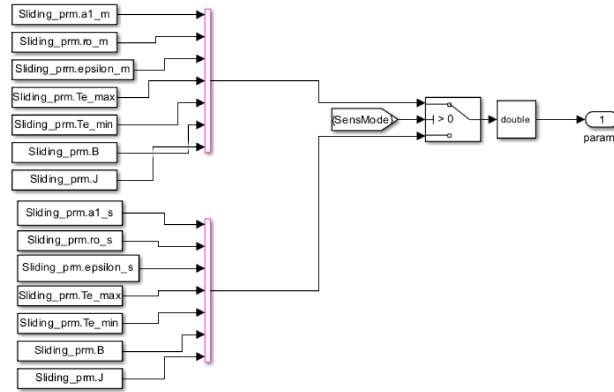 Sliding_prm.a1_m
Sliding_prm.ro_m
Sliding_prm.epsilon_m
Sliding_prm.Te_max
Sliding_prm.Te_min
Sliding_prm.B
Sliding_prm.J
{SensMode}
> 0
double
1
param
Sliding_prm.a1_s
Sliding_prm.ro_s
Sliding_prm.epsilon_s
Sliding_prm.Te_max
Sliding_prm.Te_min
Sliding_prm.B
Sliding_prm.J